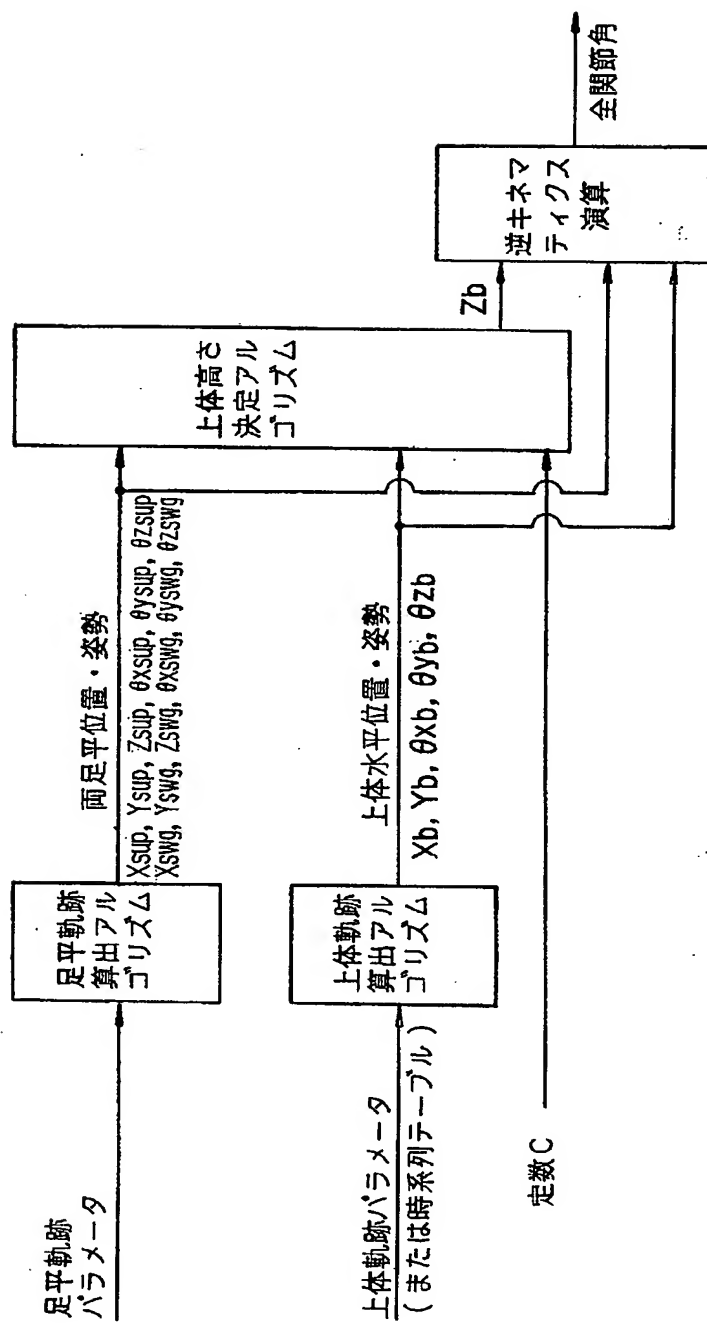 足平軌跡
パラメータ
足平軌跡
算出アル
ゴリズム
両足平位置・姿勢
Xsup, Ysup, Zsup, θxsup, θysup, θzsup
Xswg, Yswg, Zswg, θxswg, θyswg, θzswg
上体軌跡パラメータ
(または時系列テーブル)
上体軌跡
算出アル
ゴリズム
上体水平位置・姿勢
Xb, Yb, θxb, θyb, θzb
定数C
上体高さ
決定アル
ゴリズム
Zb
逆キネマ
ティクス
演算
全関節角